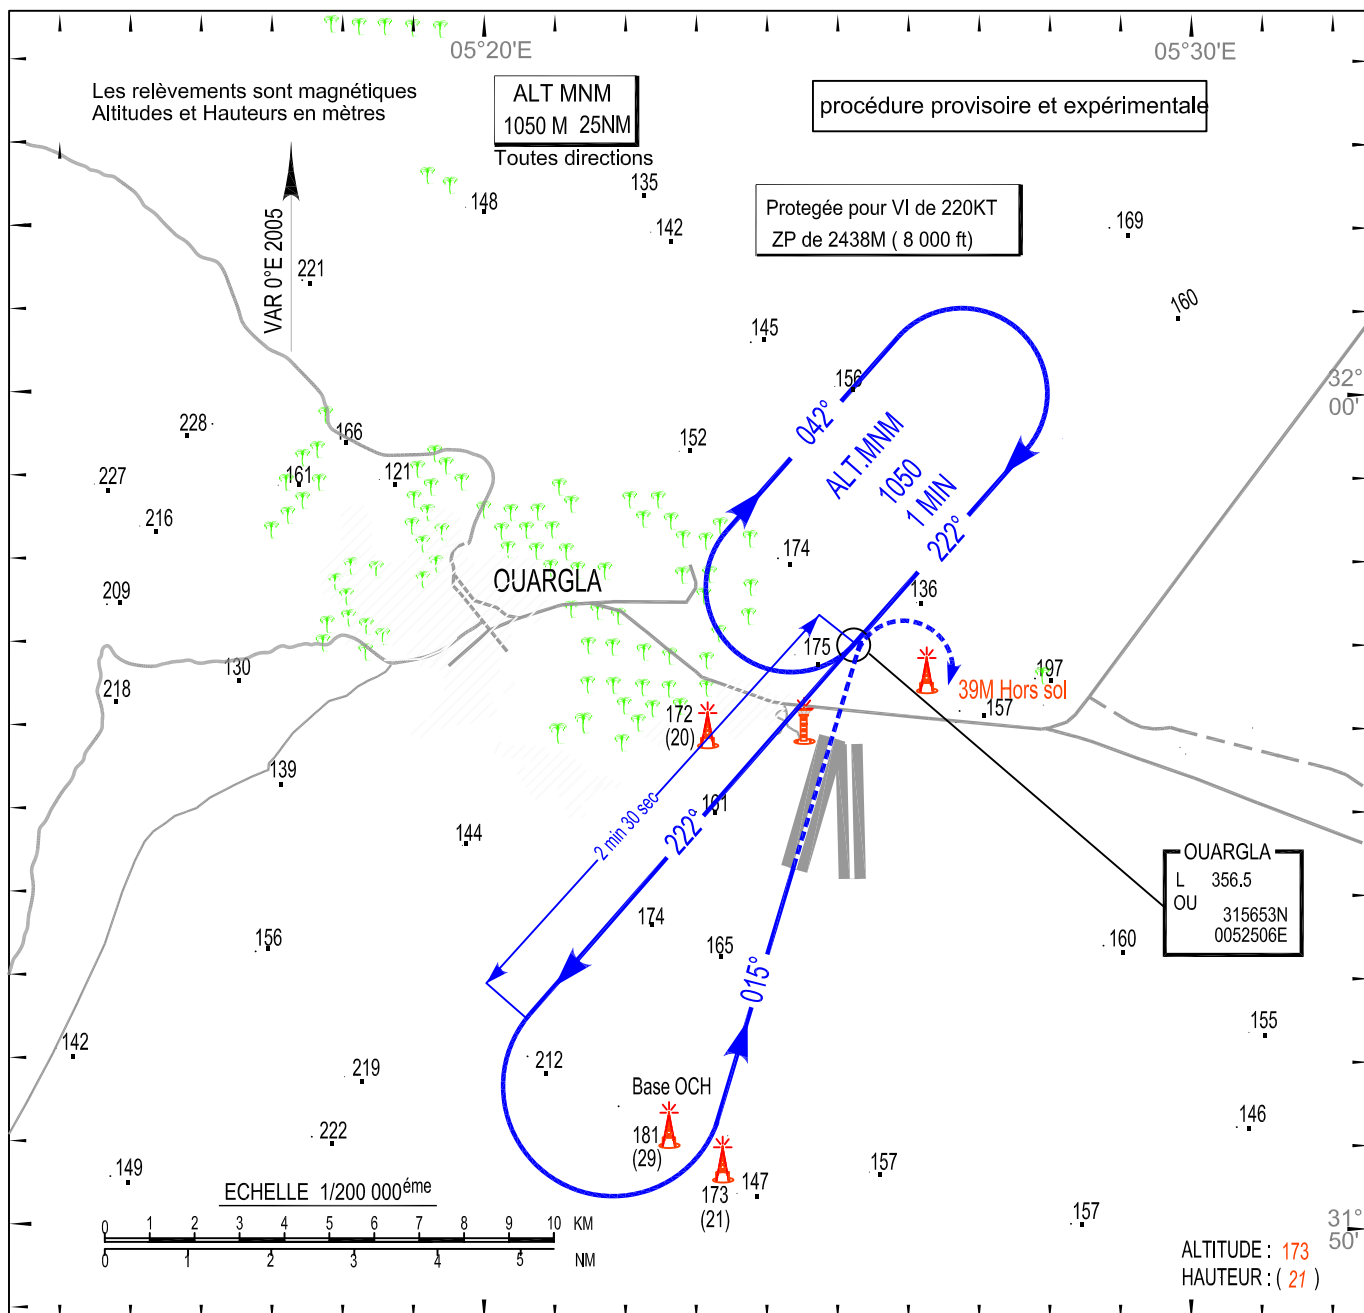 05°20'E
05°30'E
Les relèvements sont magnétiques
Altitudes et Hauteurs en mètres
ALT MNM
1050 M 25NM
Toutes directions
procédure provisoire et expérimentale
Protegée pour VI de 220KT
ZP de 2438M ( 8 000 ft)
VAR 0°E 2005
135
148
142
169
221
160
145
156
32°
00'
042°
ALT.MNM
1050
1 MIN
222°
228
166
152
227
161
121
216
174
OUARGLA
209
136
130
175
197
218
39M Hors sol
157
172
(20)
139
161
2 min 30 sec
222°
144
OUARGLA
L 356.5
OU
315653N
0052506E
174
156
165
160
015°
142
155
219
212
Base OCH
222
181
(29)
146
149
157
173
(21)
147
157
ECHELLE 1/200 000éme
0 1 2 3 4 5 6 7 8 9 10 KM
0 1 2 3 4 5 NM
31°
50'
ALTITUDE : 173
HAUTEUR : ( 21 )